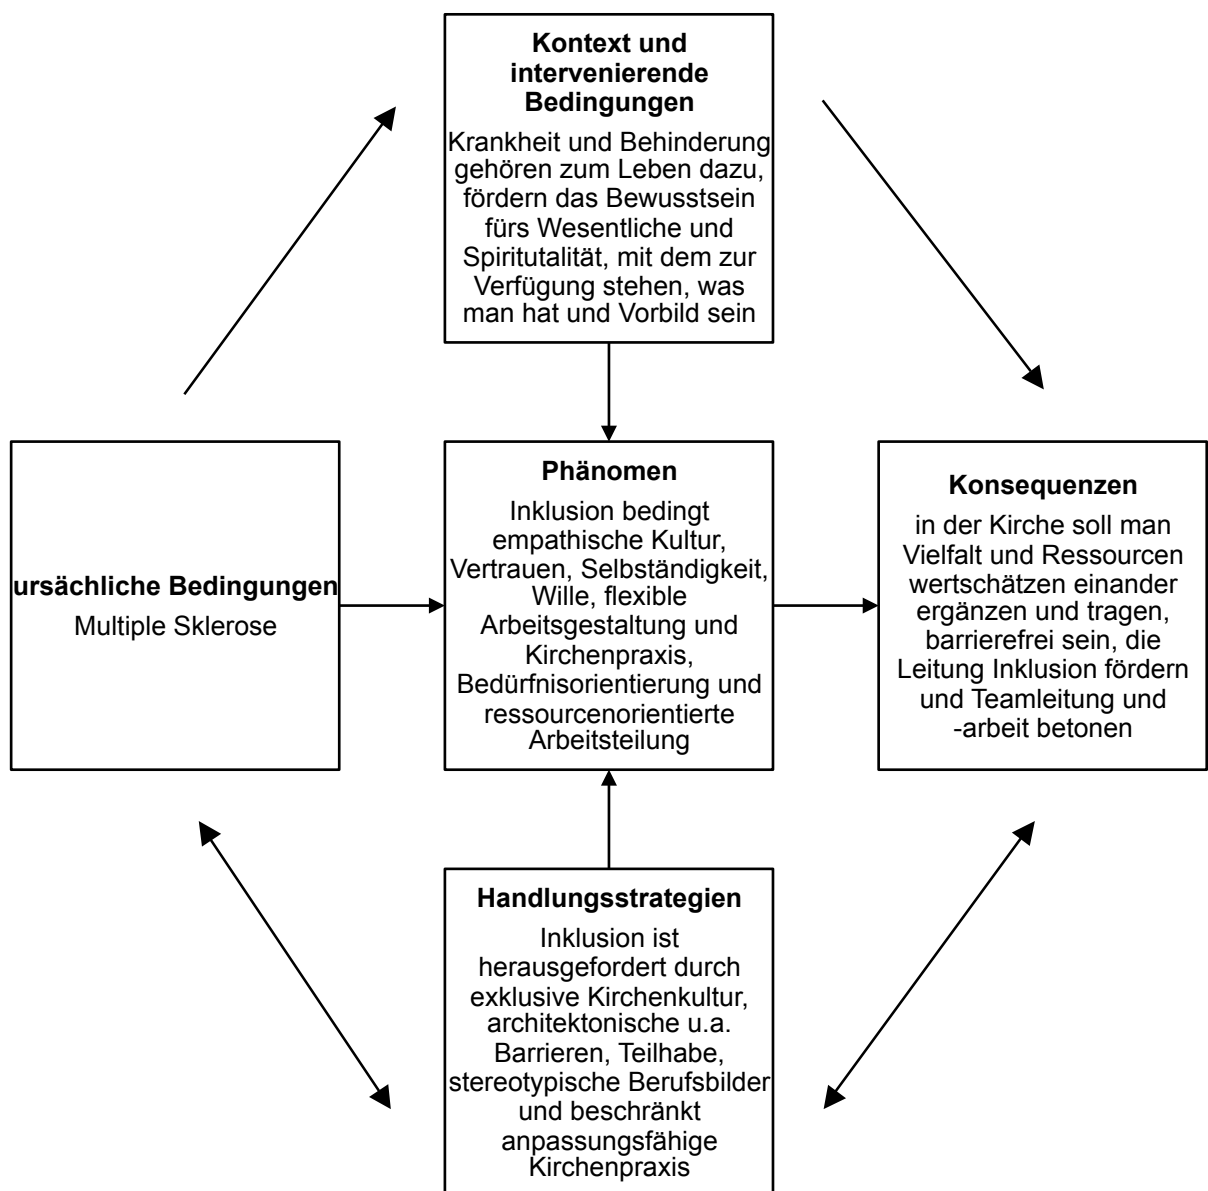 Kontext und
intervenierende
Bedingungen
Krankheit und Behinderung
gehören zum Leben dazu,
fördern das Bewusstsein
fürs Wesentliche und
Spiritutalität, mit dem zur
Verfügung stehen, was
man hat und Vorbild sein
ursächliche Bedingungen
Multiple Sklerose
Phänomen
Inklusion bedingt
empathische Kultur,
Vertrauen, Selbständigkeit,
Wille, flexible
Arbeitsgestaltung und
Kirchenpraxis,
Bedürfnisorientierung und
ressourcenorientierte
Arbeitsteilung
Konsequenzen
in der Kirche soll man
Vielfalt und Ressourcen
wertschätzen einander
ergänzen und tragen,
barrierefrei sein, die
Leitung Inklusion fördern
und Teamleitung und
-arbeit betonen
Handlungsstrategien
Inklusion ist
herausgefordert durch
exklusive Kirchenkultur,
architektonische u.a.
Barrieren, Teilhabe,
stereotypische Berufsbilder
und beschränkt
anpassungsfähige
Kirchenpraxis